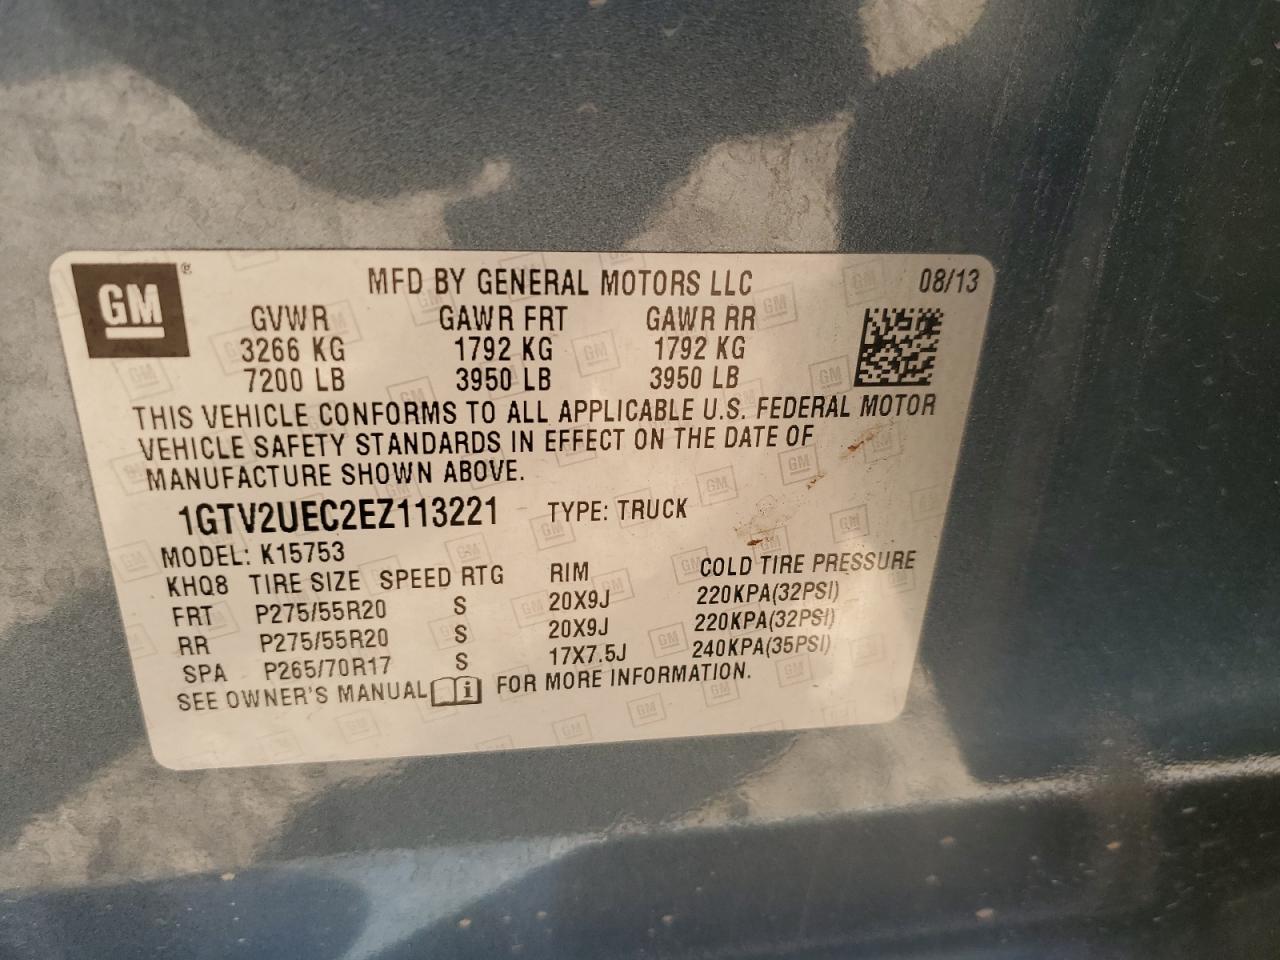 GM
MFD BY GENERAL MOTORS LLC 08/13
GVWR GAWR FRT GAWR RR
3266 KG 1792 KG 1792 KG
7200 LB 3950 LB 3950 LB
THIS VEHICLE CONFORMS TO ALL APPLICABLE U.S. FEDERAL MOTOR
VEHICLE SAFETY STANDARDS IN EFFECT ON THE DATE OF
MANUFACTURE SHOWN ABOVE.
1GTV2UEC2EZ113221 TYPE: TRUCK
MODEL: K15753
KHQ8 TIRE SIZE SPEED RTG RIM COLD TIRE PRESSURE
FRT P275/55R20 S 20X9J 220KPA(32PSI)
RR P275/55R20 S 20X9J 220KPA(32PSI)
SPA P265/70R17 S 17X7.5J 240KPA(35PSI)
SEE OWNER'S MANUAL i FOR MORE INFORMATION.